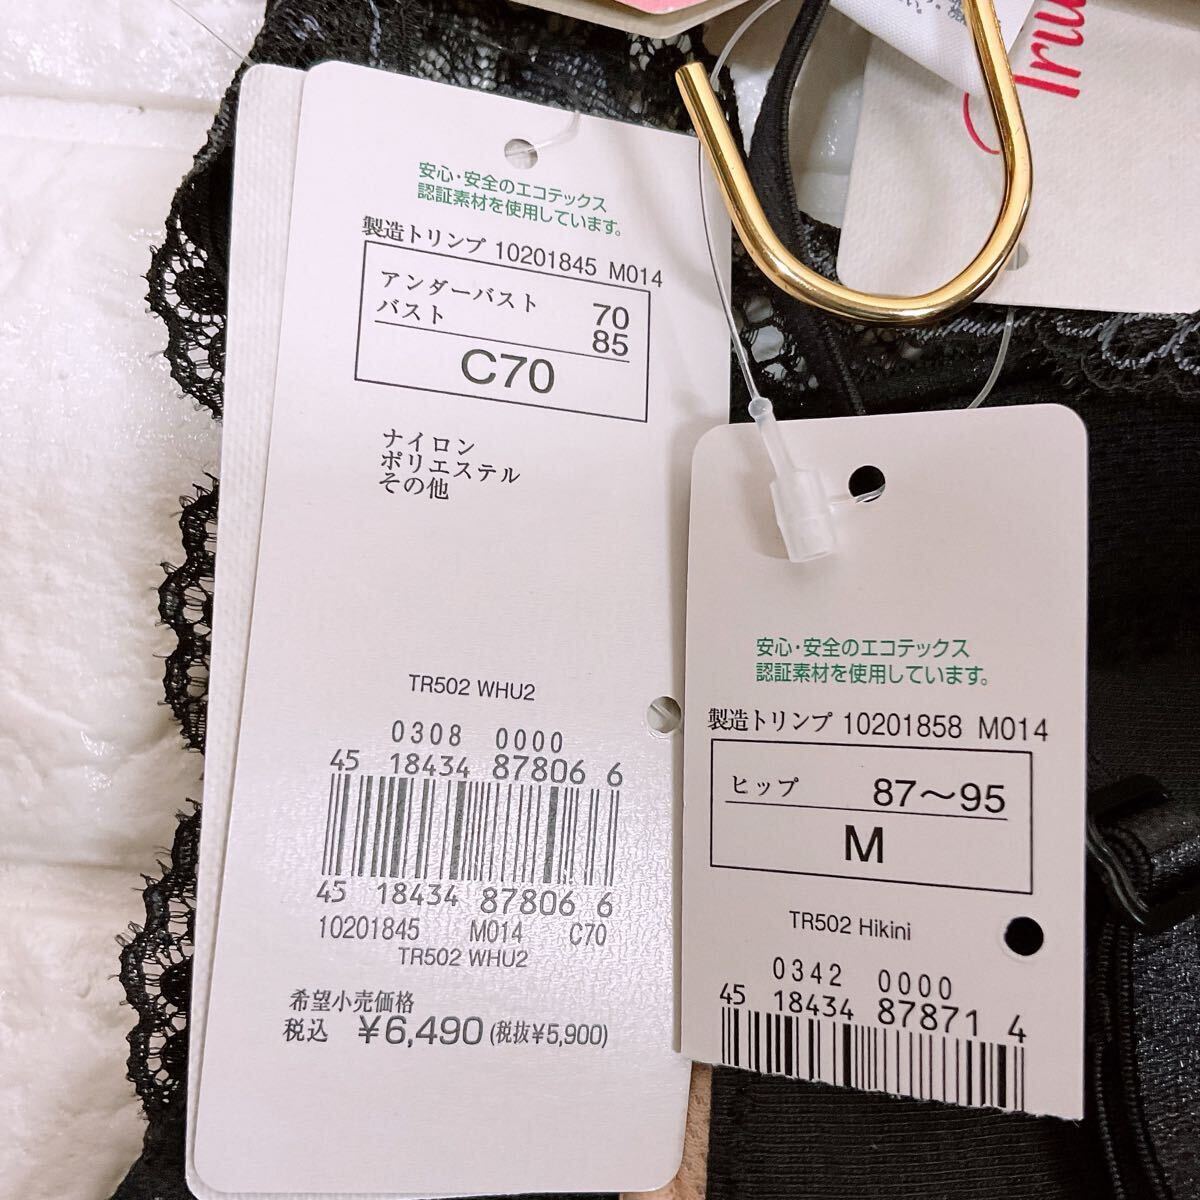 Trium
安心・安全のエコテックス
認証素材を使用しています。
製造トリンプ 10201845 M014
アンダーバスト 70
バスト 85
C70
ナイロン
ポリエステル
その他
TR502 WHU2
0308 0000
45 18434 87806 6
45 18434 87806 6
10201845 M014 C70
TR502 WHU2
希望小売価格
税込 ¥6,490 (税抜¥5,900)
安心・安全のエコテックス
認証素材を使用しています。
製造トリンプ 10201858 M014
ヒップ 87～95
M
TR502 Hikini
0342 0000
45 18434 87871 4